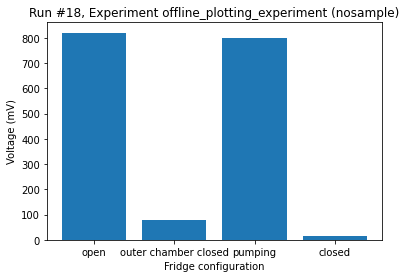 Run #18, Experiment offline_plotting_experiment (nosample)
Voltage (mV)
800
700
600
500
400
300
200
100
0
open outer chamber closed pumping closed
Fridge configuration